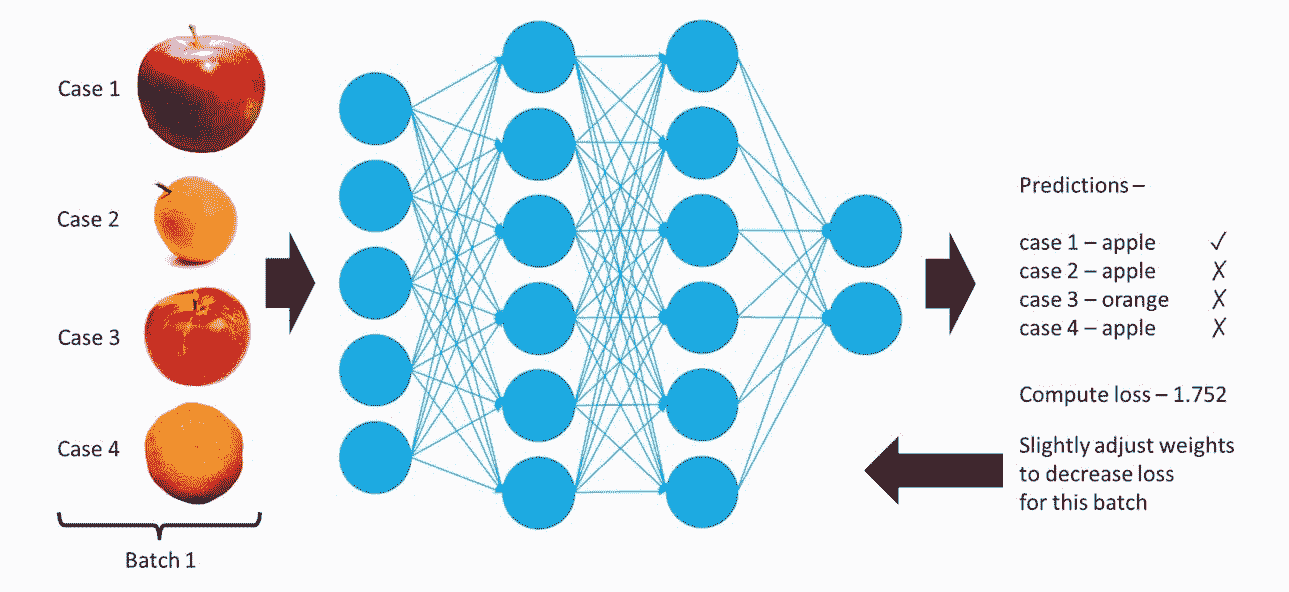 Case 1
Case 2
Case 3
Case 4
Batch 1
Predictions –
case 1 – apple ✓
case 2 – apple ✗
case 3 – orange ✗
case 4 – apple ✗
Compute loss – 1.752
Slightly adjust weights
to decrease loss
for this batch